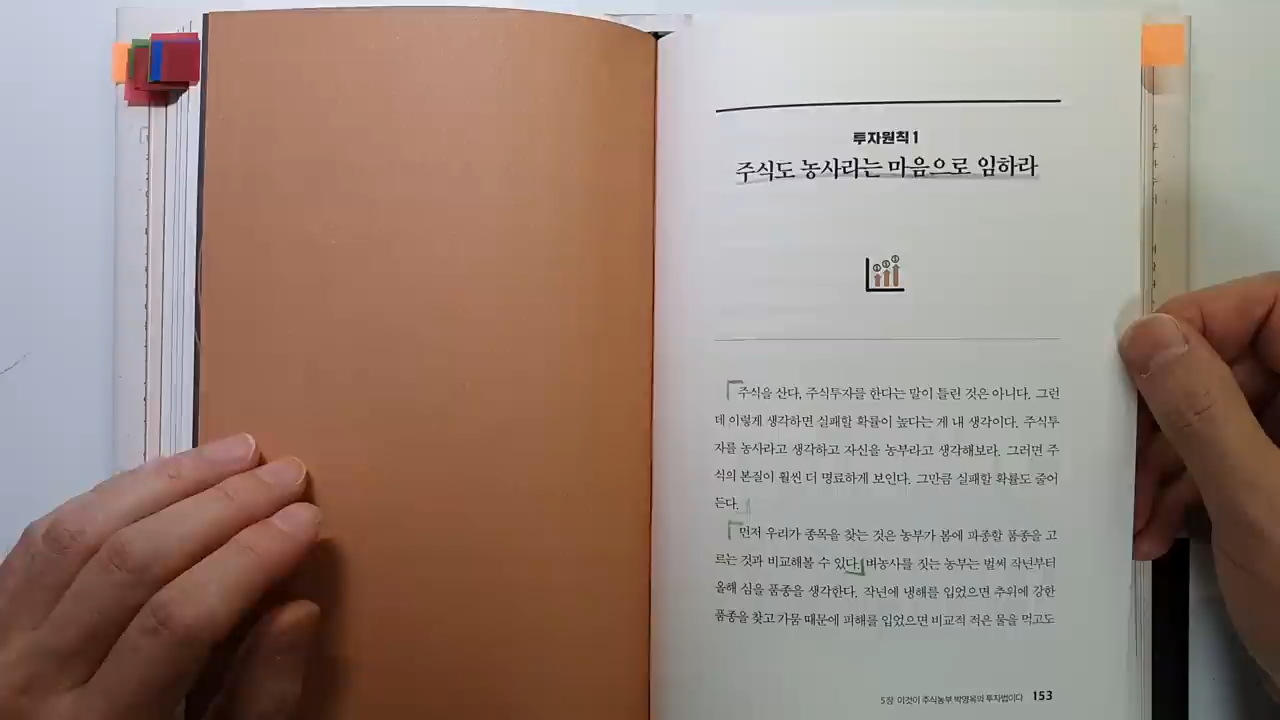 투자원칙 1
주식도 농사라는 마음으로 임하라
주식을 산다, 주식투자를 한다는 말이 틀린 것은 아니다. 그런
데 이렇게 생각하면 실패할 확률이 높다는 게 내 생각이다. 주식투
자를 농사라고 생각하고 자신을 농부라고 생각해보라. 그러면 주
식의 본질이 훨씬 더 명료하게 보인다. 그만큼 실패할 확률도 줄어
든다.
먼저 우리가 종목을 찾는 것은 농부가 봄에 파종할 품종을 고
르는 것과 비교해볼 수 있다. 벼농사를 짓는 농부는 벌써 작년부터
올해 심을 품종을 생각한다. 작년에 냉해를 입었으면 추위에 강한
품종을 찾고 가뭄 때문에 피해를 입었으면 비교적 적은 물을 먹고도
5장 이것이 주식농부 박영옥의 투자법이다 153